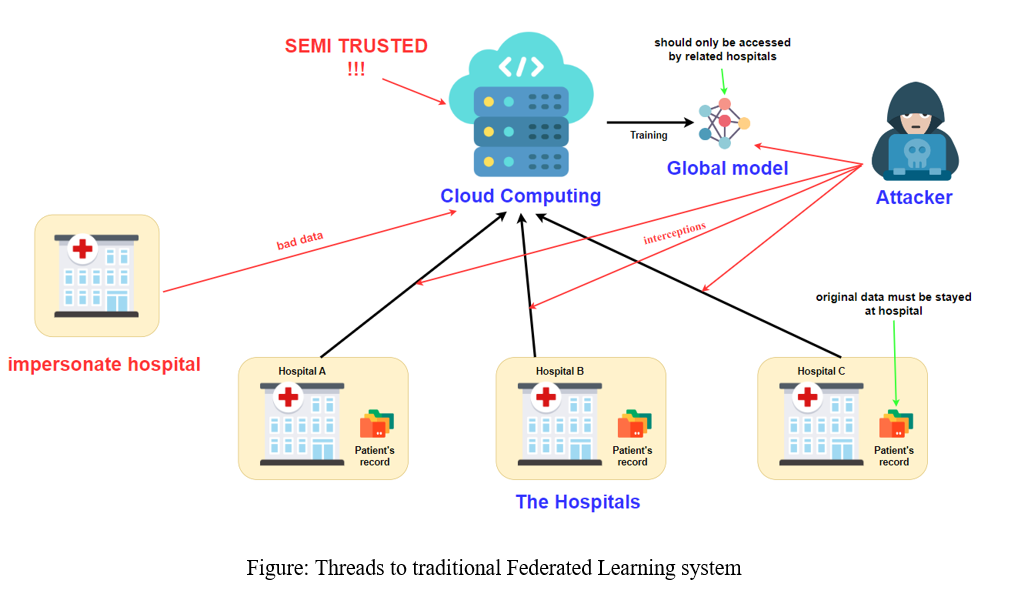 SEMI TRUSTED
!!!
should only be accessed
by related hospitals
Training
Global model
Cloud Computing
Attacker
bad data
interceptions
original data must be stayed
at hospital
impersonate hospital
Hospital A
Patient's
record
Hospital B
Patient's
record
Hospital C
Patient's
record
The Hospitals
Figure: Threads to traditional Federated Learning system